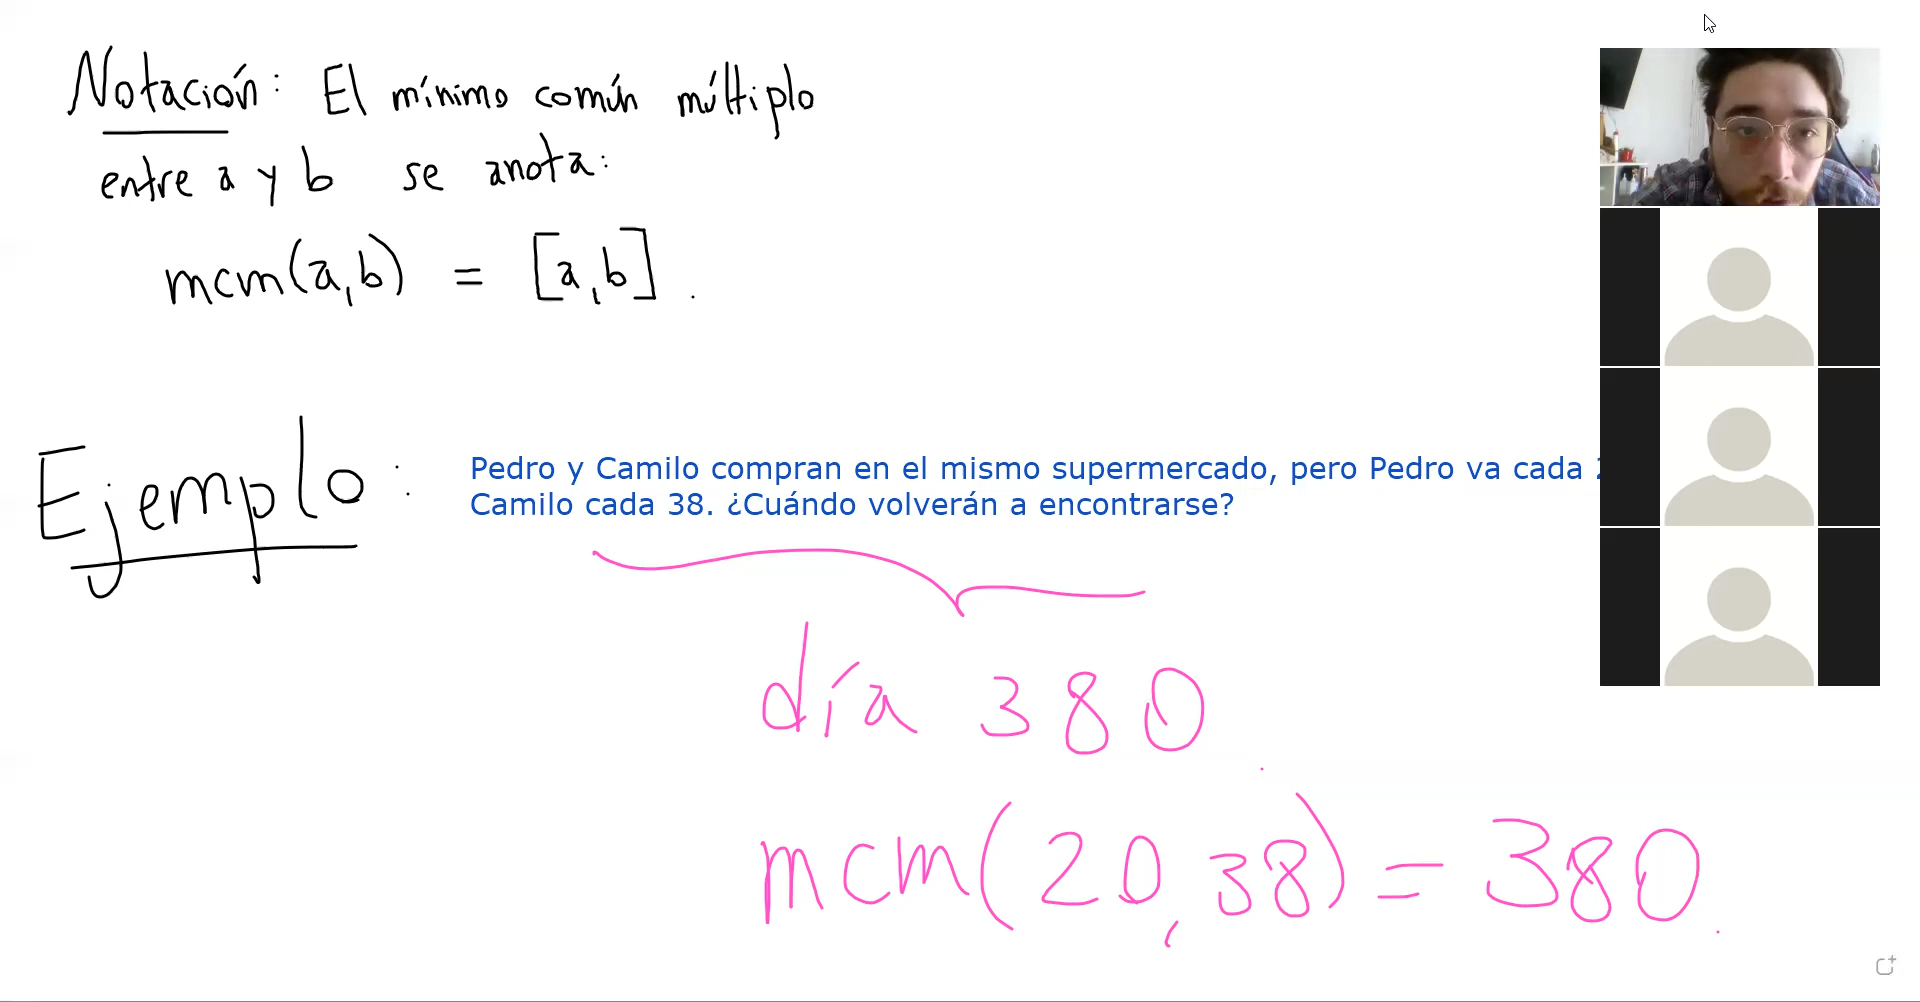 Notación: El mínimo común múltiplo
entre a y b se anota:
mcm(a,b) = [a,b].
Ejemplo:
Pedro y Camilo compran en el mismo supermercado, pero Pedro va cada
Camilo cada 38. ¿Cuándo volverán a encontrarse?
día 380.
mcm(20,38) = 380.